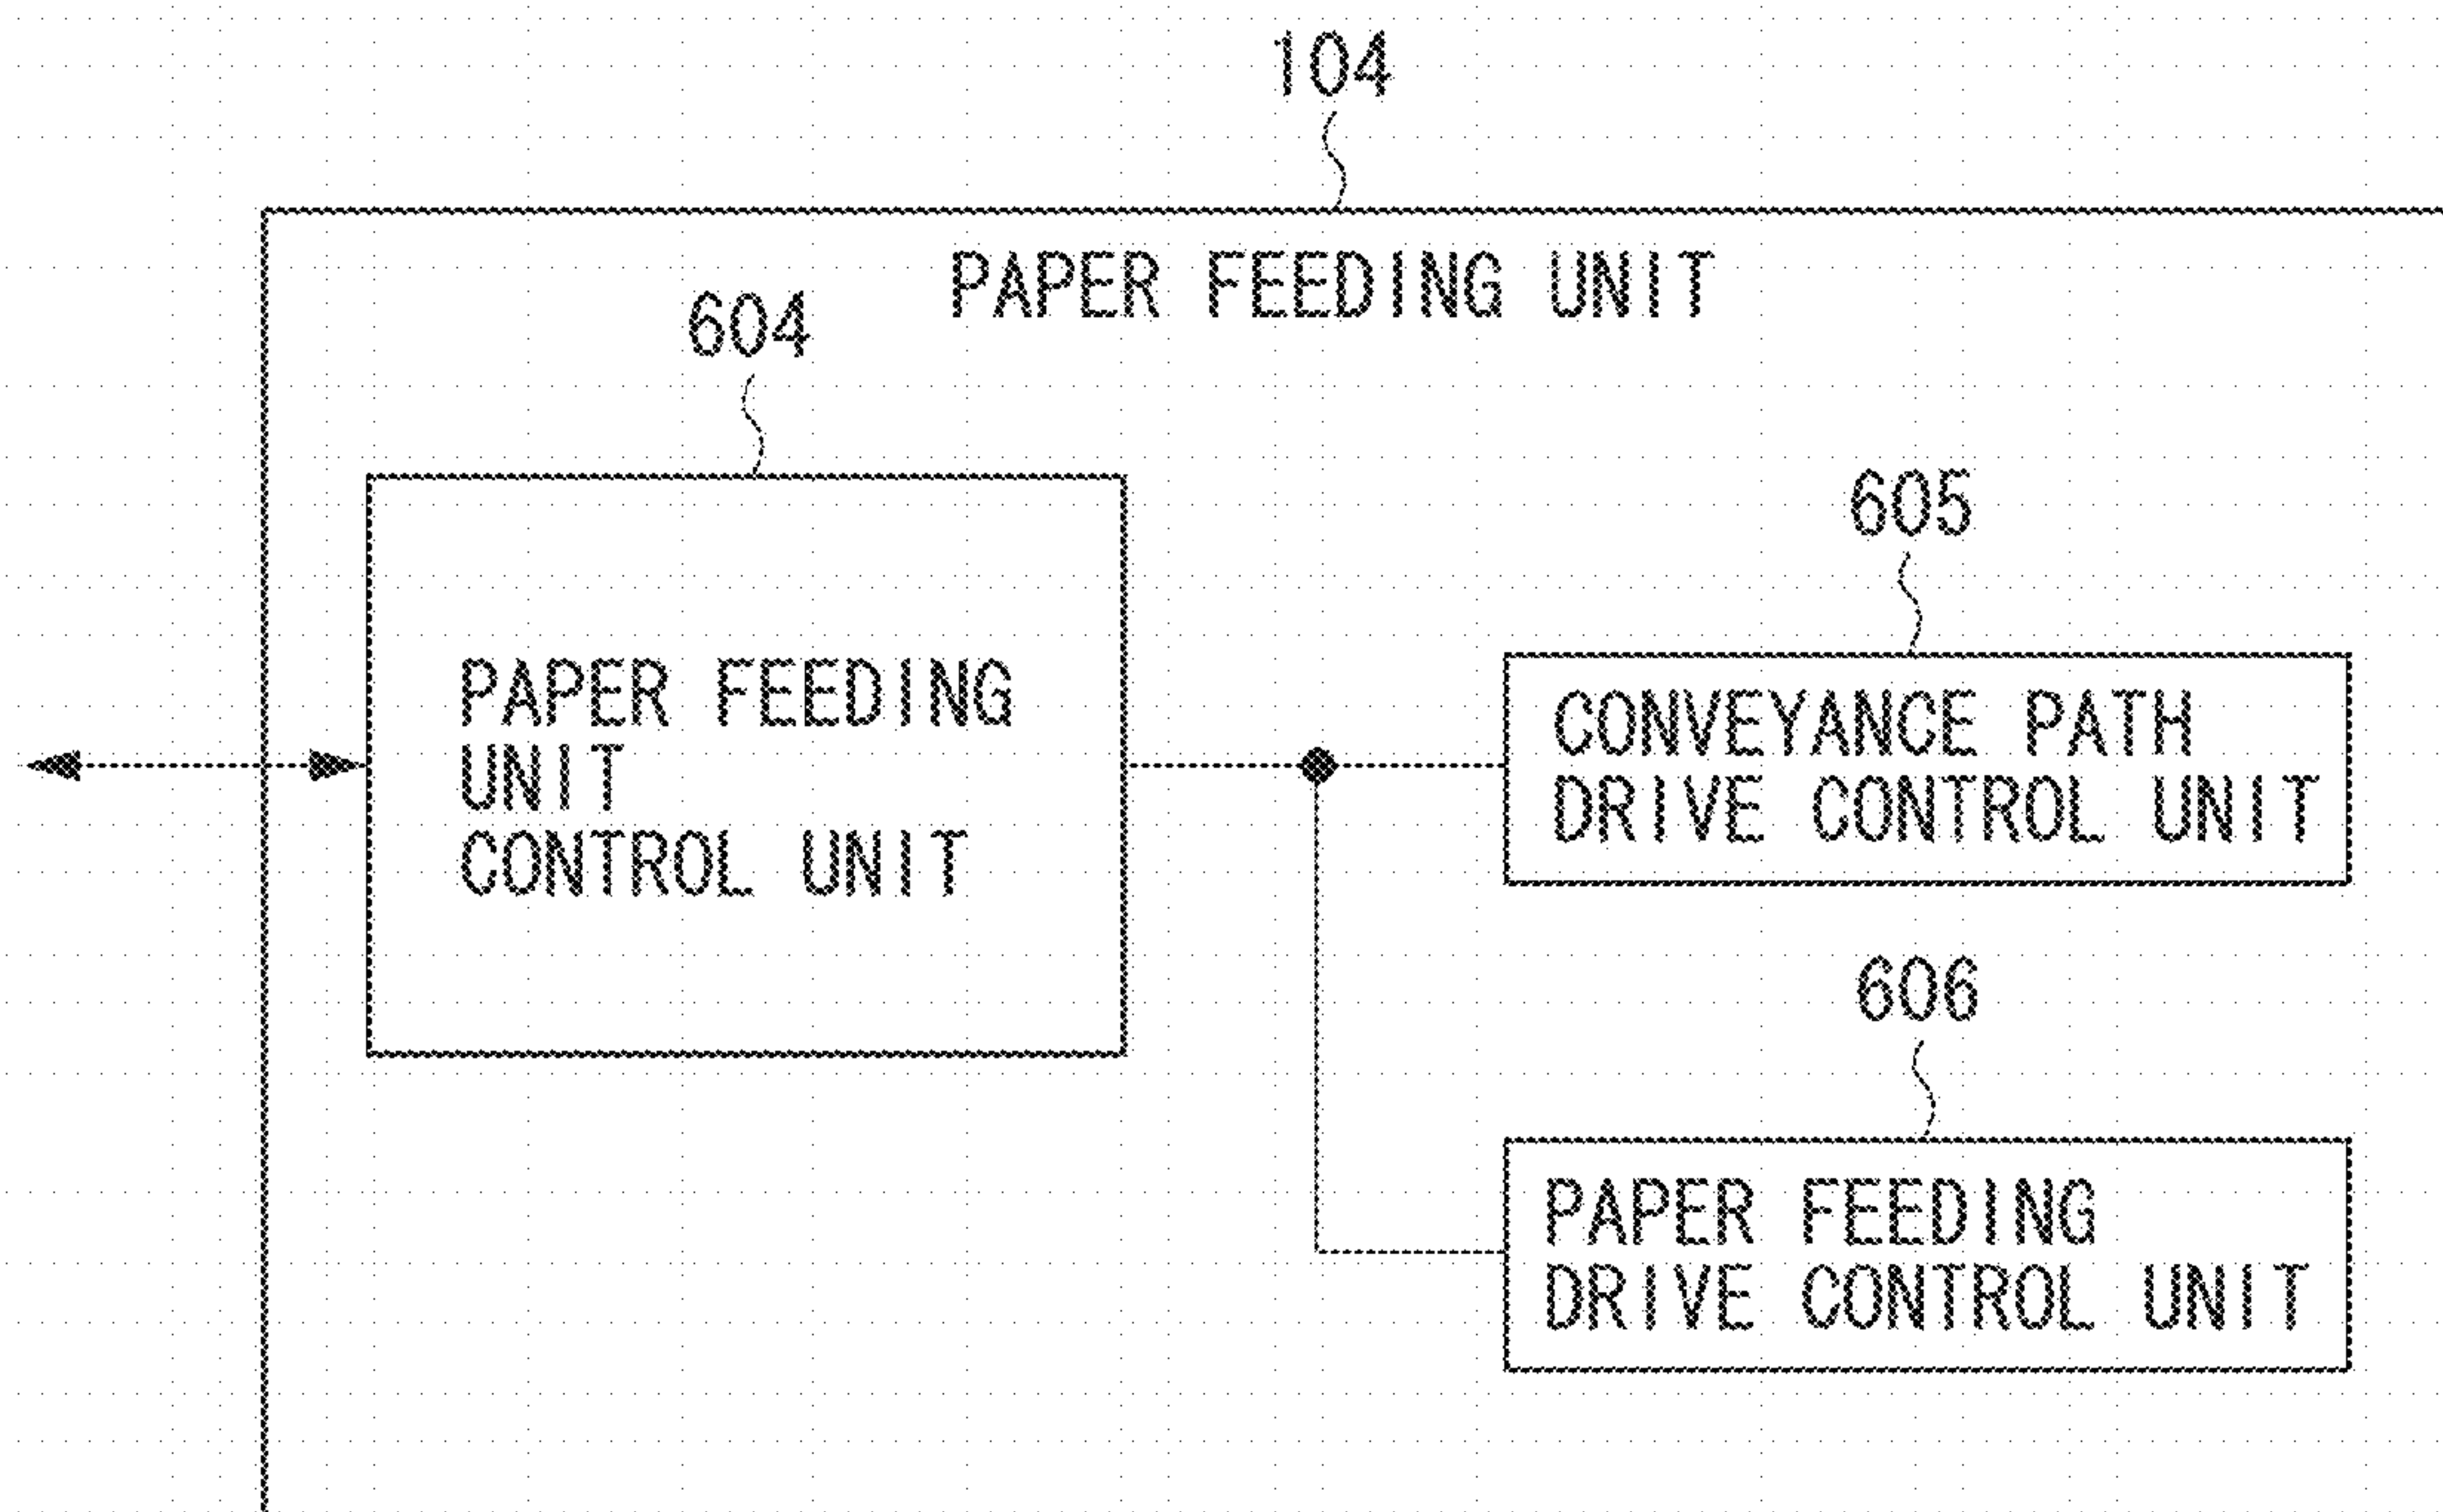 104
PAPER FEEDING UNIT
604
PAPER FEEDING
UNIT
CONTROL UNIT
605
CONVEYANCE PATH
DRIVE CONTROL UNIT
606
PAPER FEEDING
DRIVE CONTROL UNIT